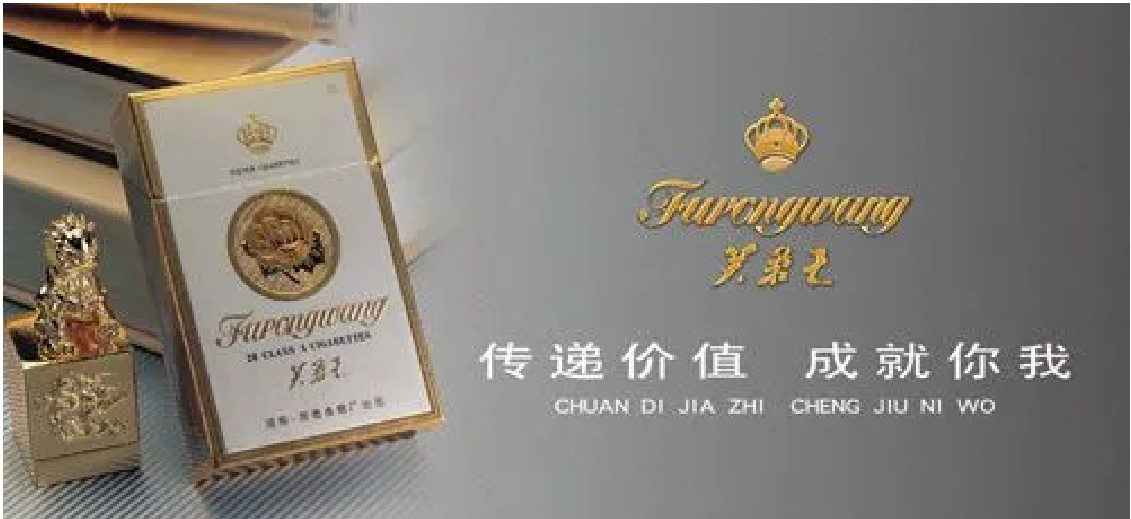 Furongwang
20 CLASS A CIGARETTES
芙蓉王
Furongwang
芙蓉王
传递价值 成就你我
CHUAN DI JIA ZHI CHENG JIU NI WO